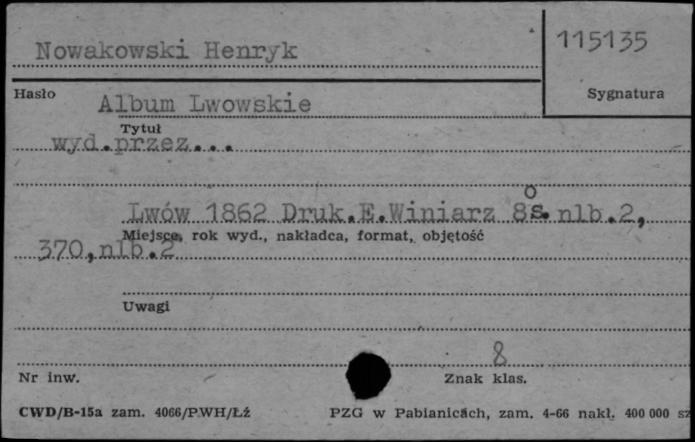 Nowakowski Henryk
115135
Hasło
Sygnatura
Album Lwowskie
Tytuł
wyd.przez...
Lwów 1862 Druk.E.Winiarz 8° s.nlb.2,
Miejsce, rok wyd., nakładca, format, objętość
370,nlb.2
Uwagi
8
Nr inw.
Znak klas.
CWD/B-15a zam. 4066/P.WH/Łź
PZG w Pabianicach, zam. 4-66 nakł. 400 000 sz